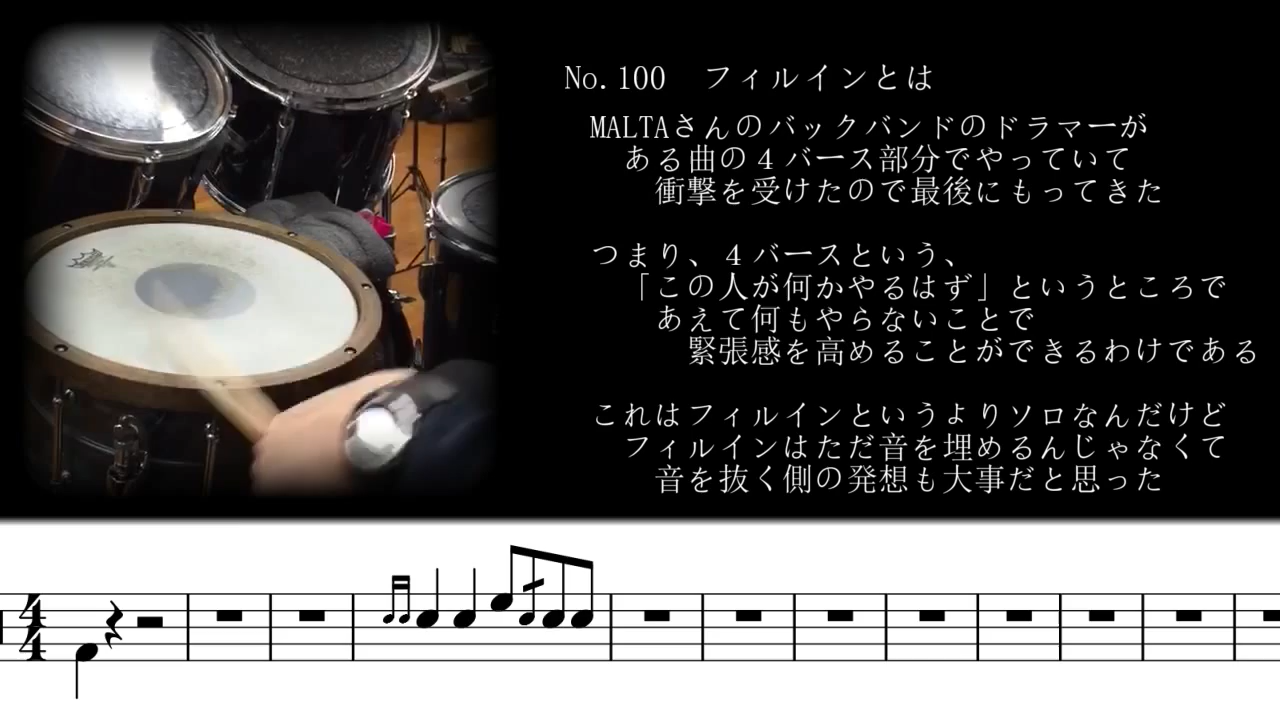 No.100　フィルインとは
MALTAさんのバックバンドのドラマーが
ある曲の４バース部分でやっていて
衝撃を受けたので最後にもってきた
つまり、４バースという、
「この人が何かやるはず」というところで
あえて何もやらないことで
緊張感を高めることができるわけである
これはフィルインというよりソロなんだけど
フィルインはただ音を埋めるんじゃなくて
音を抜く側の発想も大事だと思った
4
4